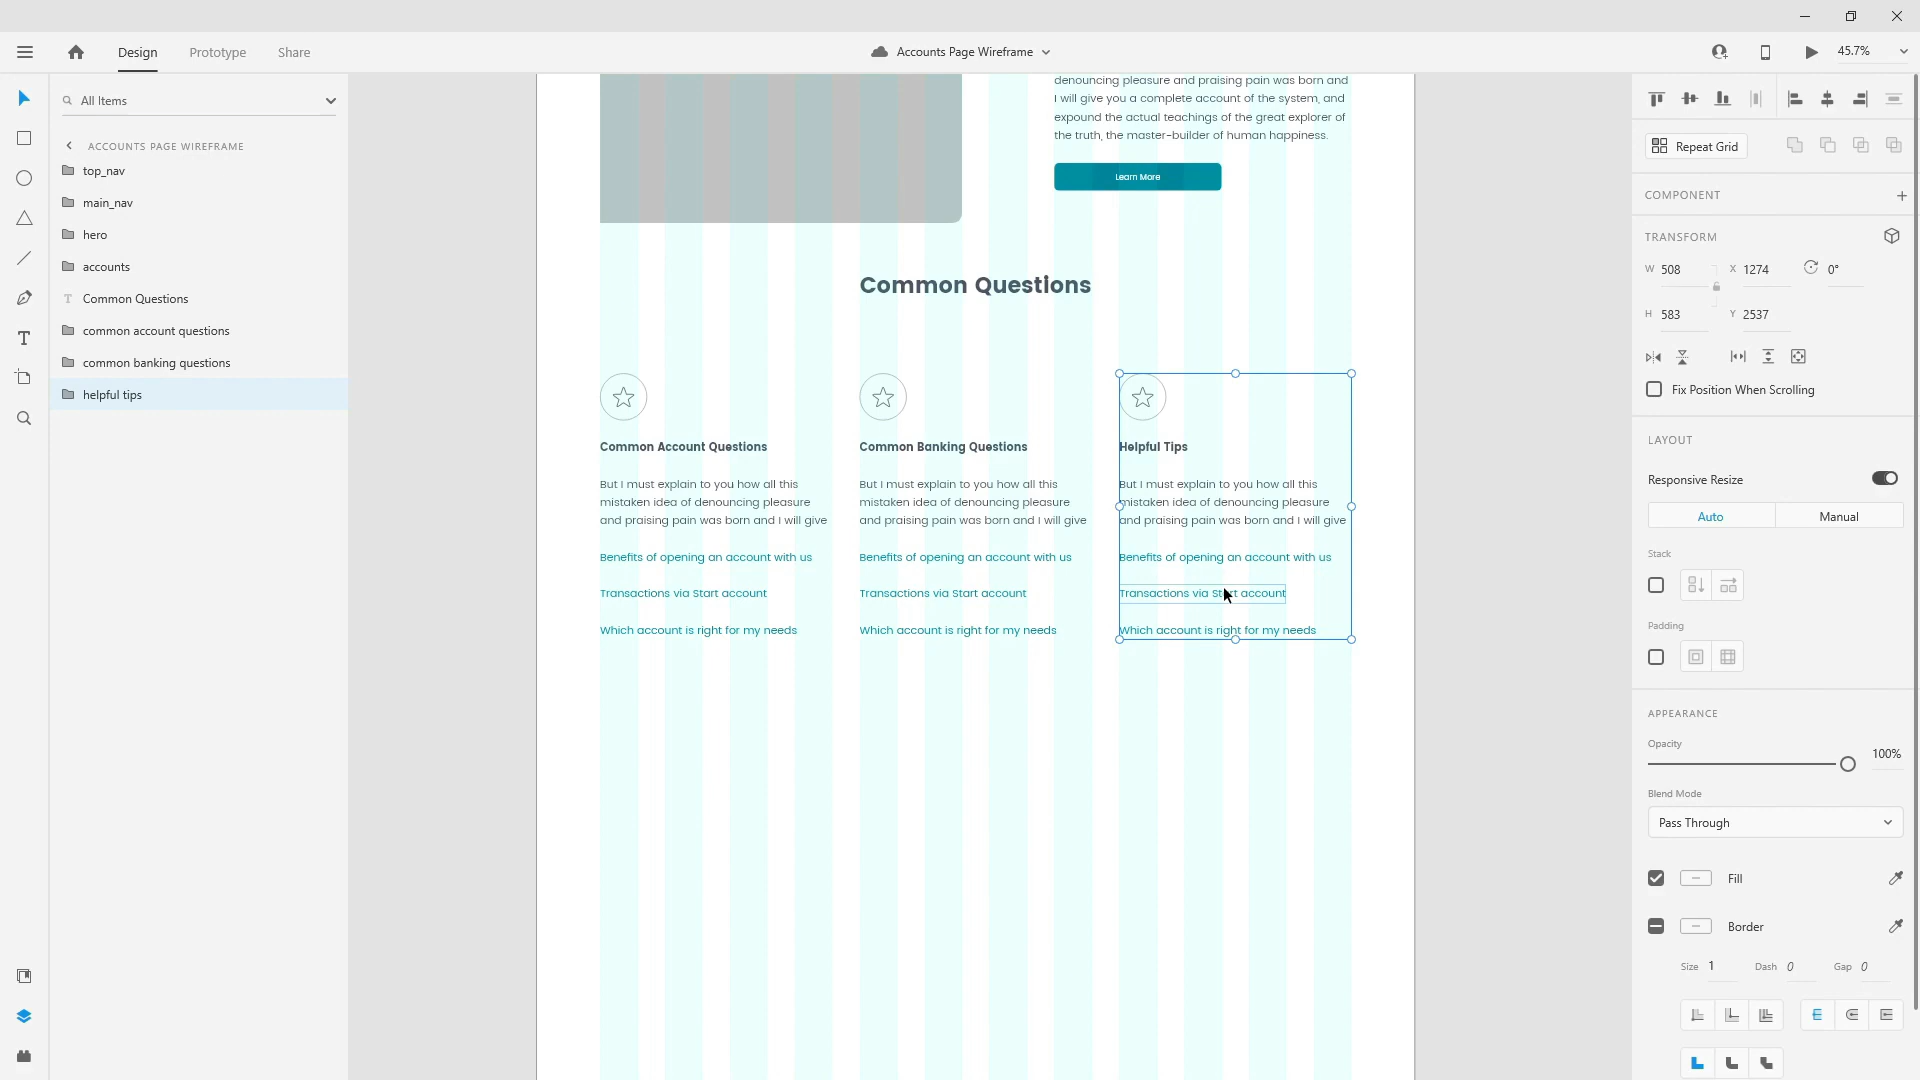 Design
Prototype
Share
Accounts Page Wireframe
45.7%
All Items
ACCOUNTS PAGE WIREFRAME
top_nav
main_nav
hero
accounts
Common Questions
common account questions
common banking questions
helpful tips
denouncing pleasure and praising pain was born and
I will give you a complete account of the system, and
expound the actual teachings of the great explorer of
the truth, the master-builder of human happiness.
Learn More
Common Questions
Common Account Questions
But I must explain to you how all this
mistaken idea of denouncing pleasure
and praising pain was born and I will give
Benefits of opening an account with us
Transactions via Start account
Which account is right for my needs
Common Banking Questions
But I must explain to you how all this
mistaken idea of denouncing pleasure
and praising pain was born and I will give
Benefits of opening an account with us
Transactions via Start account
Which account is right for my needs
Helpful Tips
But I must explain to you how all this
mistaken idea of denouncing pleasure
and praising pain was born and I will give
Benefits of opening an account with us
Transactions via Start account
Which account is right for my needs
Repeat Grid
COMPONENT
TRANSFORM
W 508 X 1274 0°
H 583 Y 2537
Fix Position When Scrolling
LAYOUT
Responsive Resize
Auto Manual
Stack
Padding
APPEARANCE
Opacity
100%
Blend Mode
Pass Through
Fill
Border
Size 1 Dash 0 Gap 0